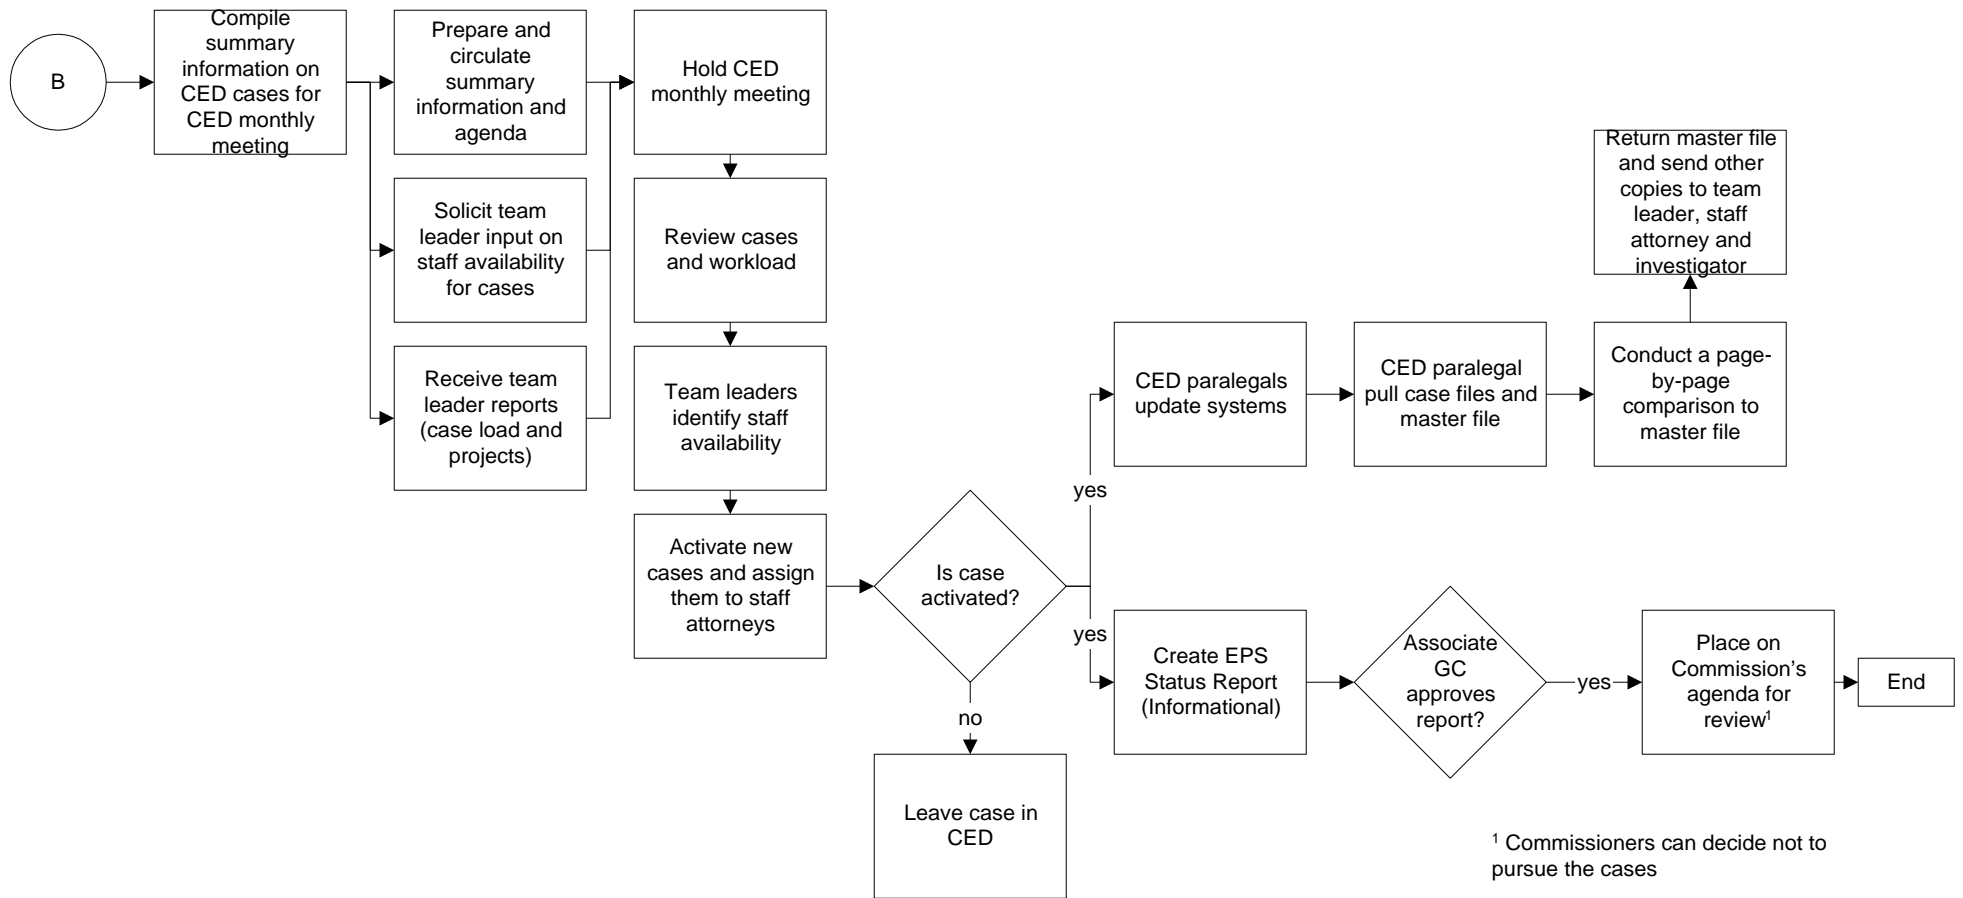 B
Compile
summary
information on
CED cases for
CED monthly
meeting
Prepare and
circulate
summary
information and
agenda
Hold CED
monthly meeting
Solicit team
leader input on
staff availability
for cases
Review cases
and workload
Receive team
leader reports
(case load and
projects)
Team leaders
identify staff
availability
Activate new
cases and assign
them to staff
attorneys
Is case
activated?
yes
yes
no
Leave case in
CED
CED paralegals
update systems
CED paralegal
pull case files and
master file
Conduct a page-
by-page
comparison to
master file
Return master file
and send other
copies to team
leader, staff
attorney and
investigator
Create EPS
Status Report
(Informational)
Associate
GC
approves
report?
yes
Place on
Commission’s
agenda for
review¹
End
¹ Commissioners can decide not to
pursue the cases